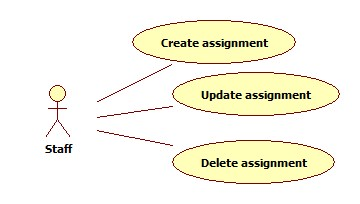 Create assignment
Update assignment
Staff
Delete assignment